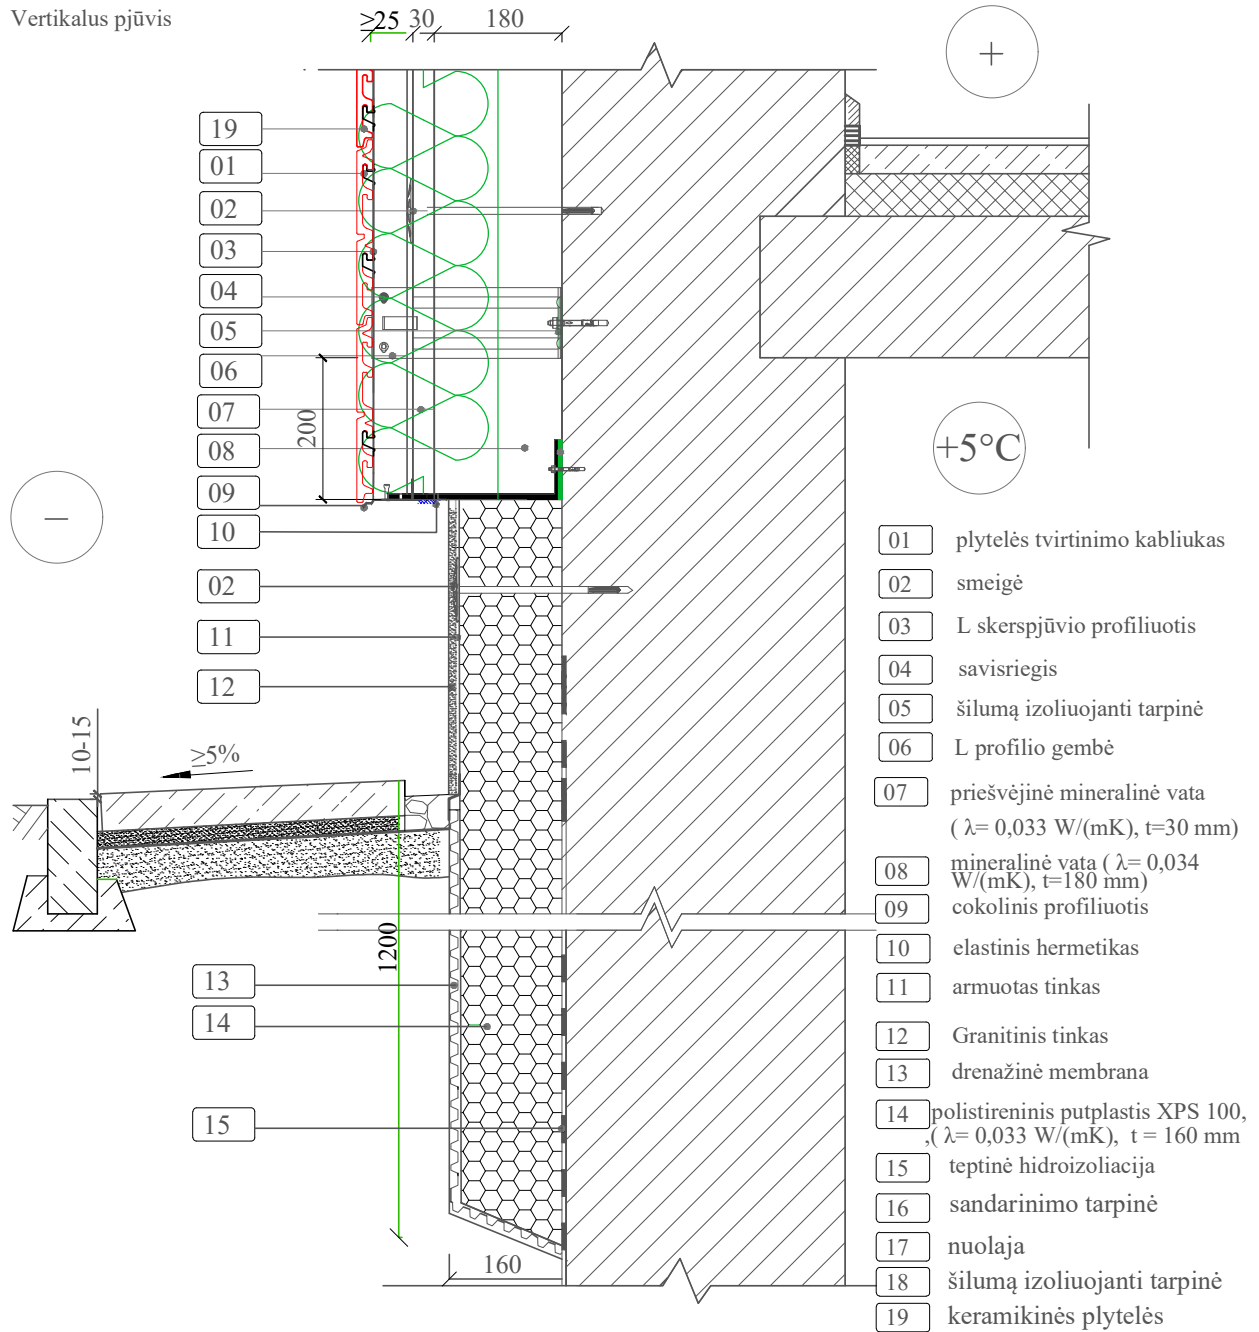 Vertikalus pjūvis
≥25 30 180
+
19
01
02
03
04
05
06
07
08
09
10
200
+5°C
–
02
11
12
10-15
≥5%
1200
13
14
15
160
01 plytelės tvirtinimo kabliukas
02 smeigė
03 L skerspjūvio profiliuotis
04 savisriegis
05 šilumą izoliuojanti tarpinė
06 L profilio gembė
07 priešvėjinė mineralinė vata
( λ= 0,033 W/(mK), t=30 mm)
08 mineralinė vata ( λ= 0,034
W/(mK), t=180 mm)
09 cokolinis profiliuotis
10 elastinis hermetikas
11 armuotas tinkas
12 Granitinis tinkas
13 drenažinė membrana
14 polistireninis putplastis XPS 100,
,( λ= 0,033 W/(mK), t = 160 mm
15 teptinė hidroizoliacija
16 sandarinimo tarpinė
17 nuolaja
18 šilumą izoliuojanti tarpinė
19 keramikinės plytelės